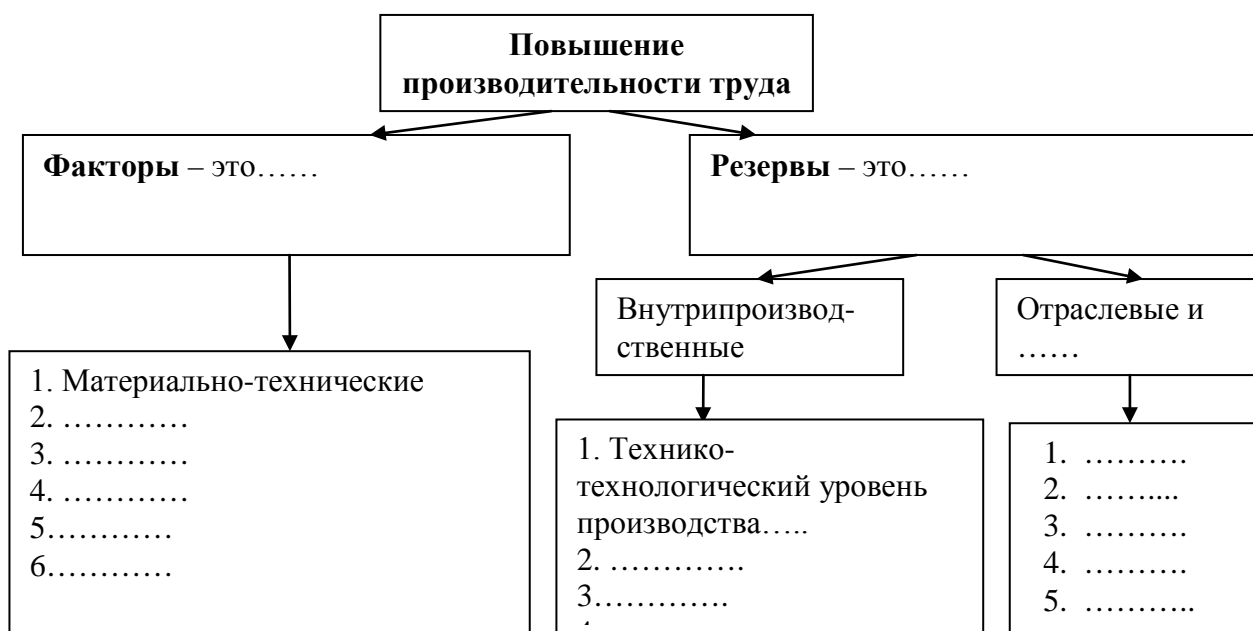 Повышение
производительности труда
Факторы – это……
Резервы – это……
Внутрипроизвод-
ственные
Отраслевые и
……
1. Материально-технические
2. …………
3. …………
4. …………
5…………
6…………
1. Технико-
технологический уровень
производства…..
2. ………….
3………….
1. ……….
2. ……....
3. ……….
4. ……….
5. ………..